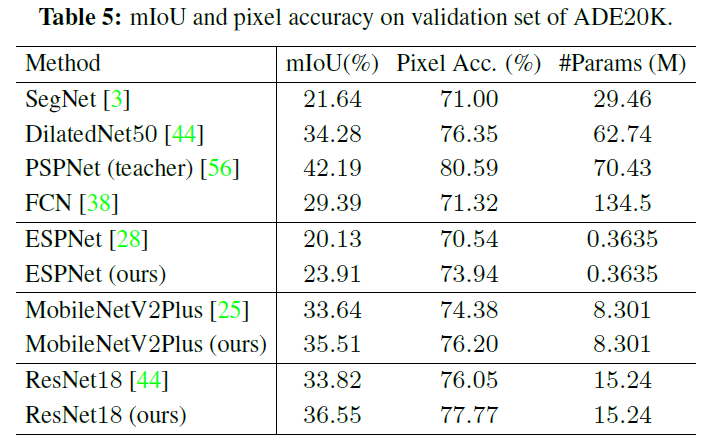 Table 5: mIoU and pixel accuracy on validation set of ADE20K.
Method mIoU(%) Pixel Acc. (%) #Params (M)
SegNet [3] 21.64 71.00 29.46
DilatedNet50 [44] 34.28 76.35 62.74
PSPNet (teacher) [56] 42.19 80.59 70.43
FCN [38] 29.39 71.32 134.5
ESPNet [28] 20.13 70.54 0.3635
ESPNet (ours) 23.91 73.94 0.3635
MobileNetV2Plus [25] 33.64 74.38 8.301
MobileNetV2Plus (ours) 35.51 76.20 8.301
ResNet18 [44] 33.82 76.05 15.24
ResNet18 (ours) 36.55 77.77 15.24